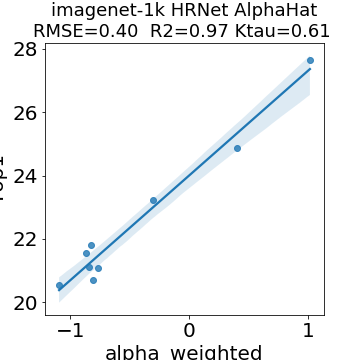 imagenet-1k HRNet AlphaHat
RMSE=0.40 R2=0.97 Ktau=0.61
28
26
24
22
20
−1
0
1
alpha_weighted